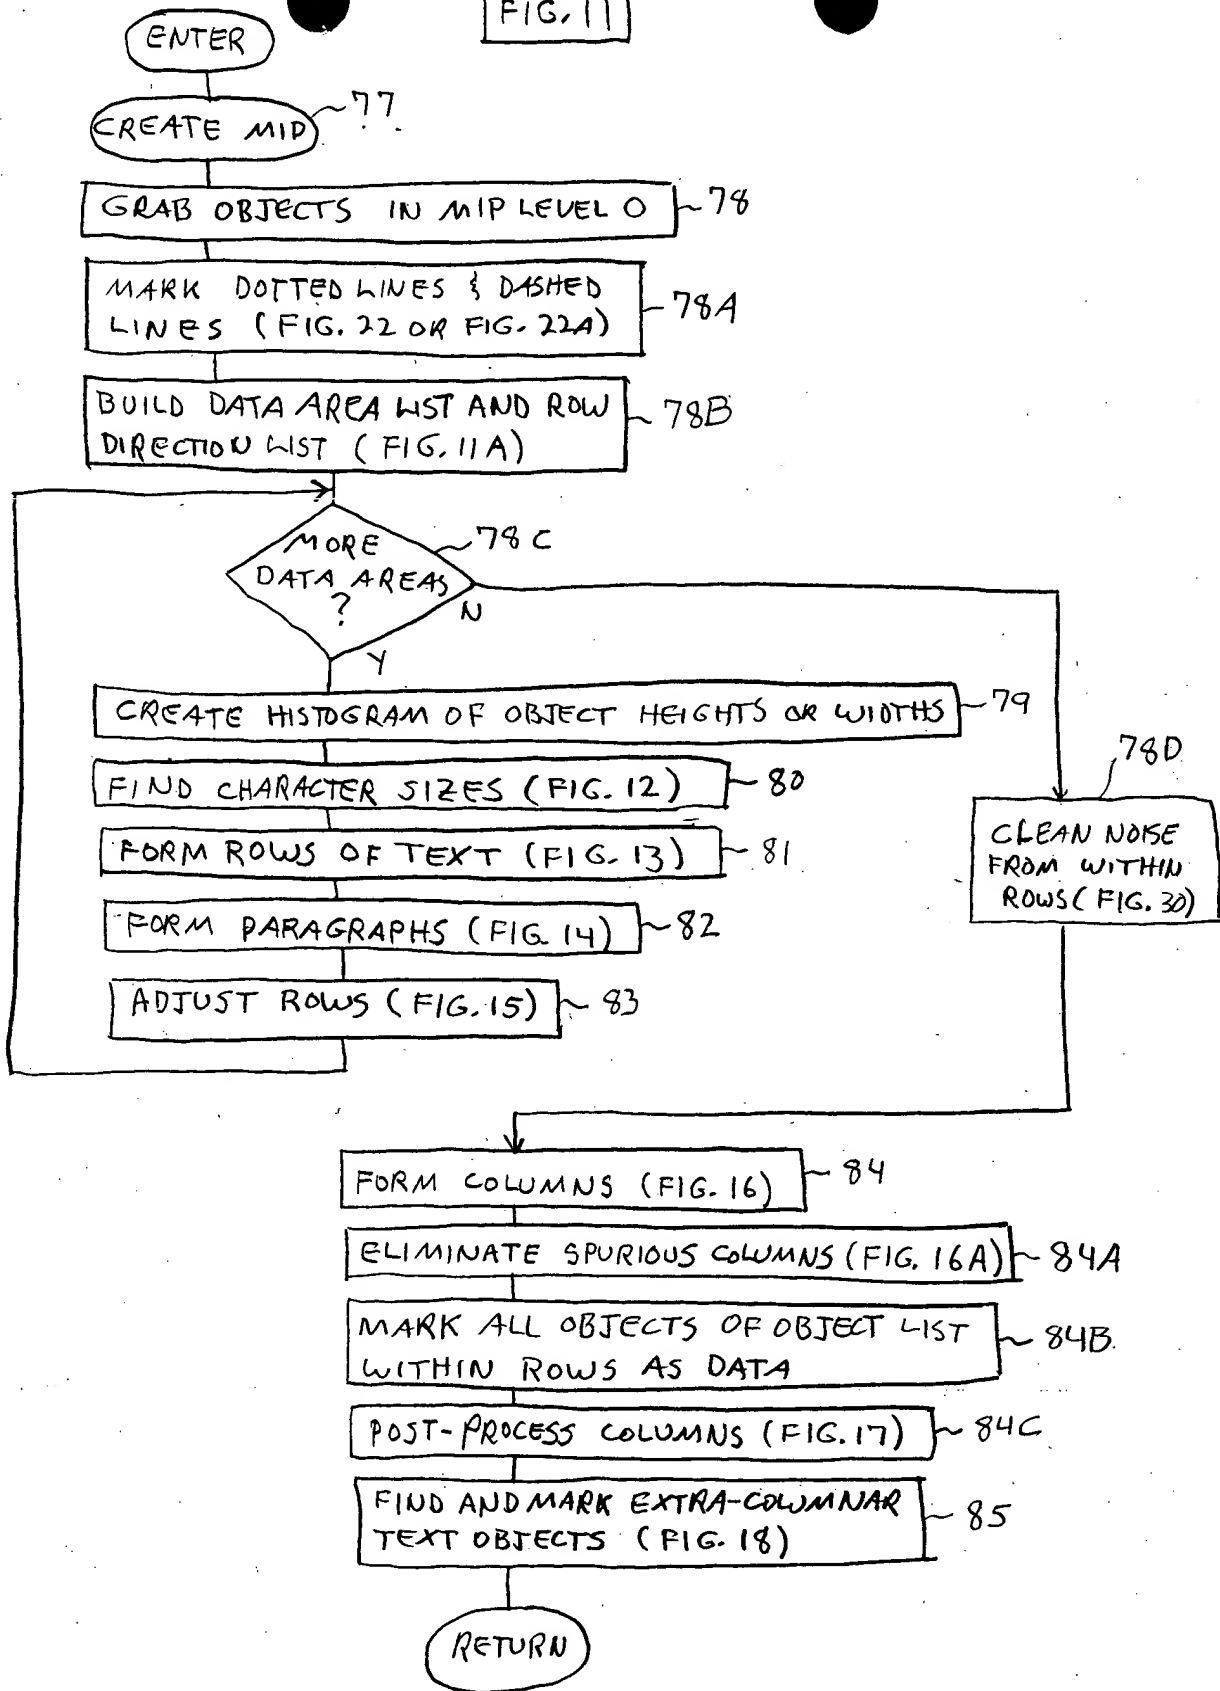 FIG. 11
ENTER
CREATE MIP
77
GRAB OBJECTS IN MIP LEVEL 0
78
MARK DOTTED LINES & DASHED
LINES (FIG. 22 OR FIG. 22A)
78A
BUILD DATA AREA LIST AND ROW
DIRECTION LIST (FIG. 11A)
78B
MORE
DATA AREAS
?
78C
N
Y
CREATE HISTOGRAM OF OBJECT HEIGHTS OR WIDTHS
79
FIND CHARACTER SIZES (FIG. 12)
80
FORM ROWS OF TEXT (FIG. 13)
81
FORM PARAGRAPHS (FIG. 14)
82
ADJUST ROWS (FIG. 15)
83
78D
CLEAN NOISE
FROM WITHIN
ROWS (FIG. 30)
FORM COLUMNS (FIG. 16)
84
ELIMINATE SPURIOUS COLUMNS (FIG. 16A)
84A
MARK ALL OBJECTS OF OBJECT LIST
WITHIN ROWS AS DATA
84B
POST-PROCESS COLUMNS (FIG. 17)
84C
FIND AND MARK EXTRA-COLUMNAR
TEXT OBJECTS (FIG. 18)
85
RETURN